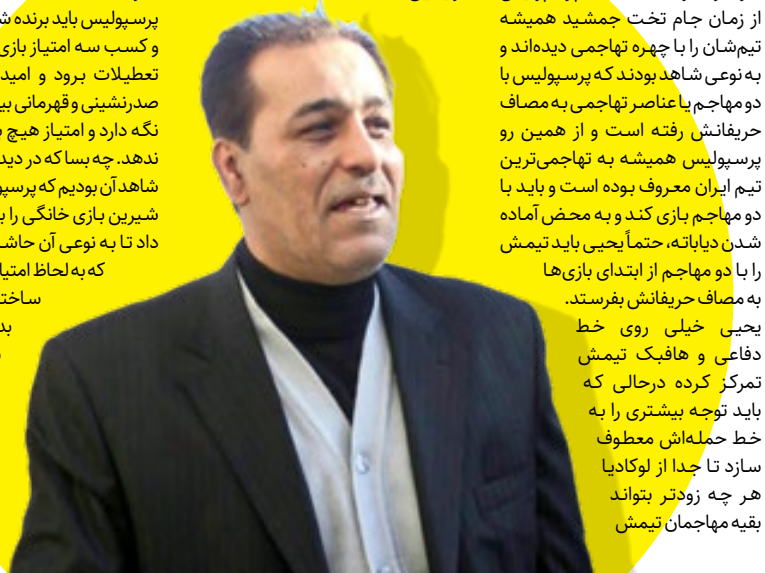 از زمان جام تخت جمشید همیشه
تیم‌شان را با چهره تهاجمی دیده‌اند و
به نوعی شاهد بودند که پرسپولیس با
دو مهاجم یا عناصر تهاجمی به مصاف
حریفانش رفته است و از همین رو
پرسپولیس همیشه به تهاجمی‌ترین
تیم ایران معروف بوده است و باید با
دو مهاجم بازی کند و به محض آماده
شدن دیاباته، حتماً یحیی باید تیمش
را با دو مهاجم از ابتدای بازی‌ها
به مصاف حریفانش بفرستد.
یحیی خیلی روی خط
دفاعی و هافبک تیمش
تمرکز کرده درحالی که
باید توجه بیشتری را به
خط حمله‌اش معطوف
سازد تا جدا از لوکادیا
هر چه زودتر بتواند
بقیه مهاجمان تیمش
پرسپولیس باید برنده
و کسب سه امتیاز بازی
تعطیلات برود و امید
صدرنشینی و قهرمانی
نگه دارد و امتیاز هیچ
ندهد. چه بسا که در
شاهد آن بودیم که
شیرین بازی خانگی را
داد تا به نوعی آن
که به لحاظ